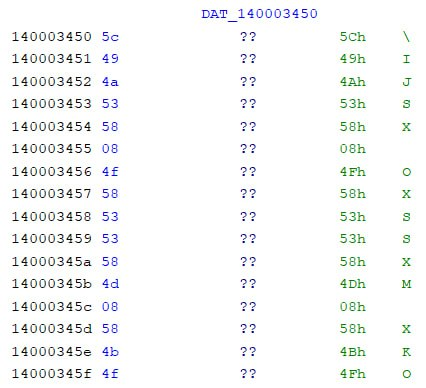 DAT_140003450
140003450 5c ?? 5Ch \
140003451 49 ?? 49h I
140003452 4a ?? 4Ah J
140003453 53 ?? 53h S
140003454 58 ?? 58h X
140003455 08 ?? 08h
140003456 4f ?? 4Fh O
140003457 58 ?? 58h X
140003458 53 ?? 53h S
140003459 53 ?? 53h S
14000345a 58 ?? 58h X
14000345b 4d ?? 4Dh M
14000345c 08 ?? 08h
14000345d 58 ?? 58h X
14000345e 4b ?? 4Bh K
14000345f 4f ?? 4Fh O